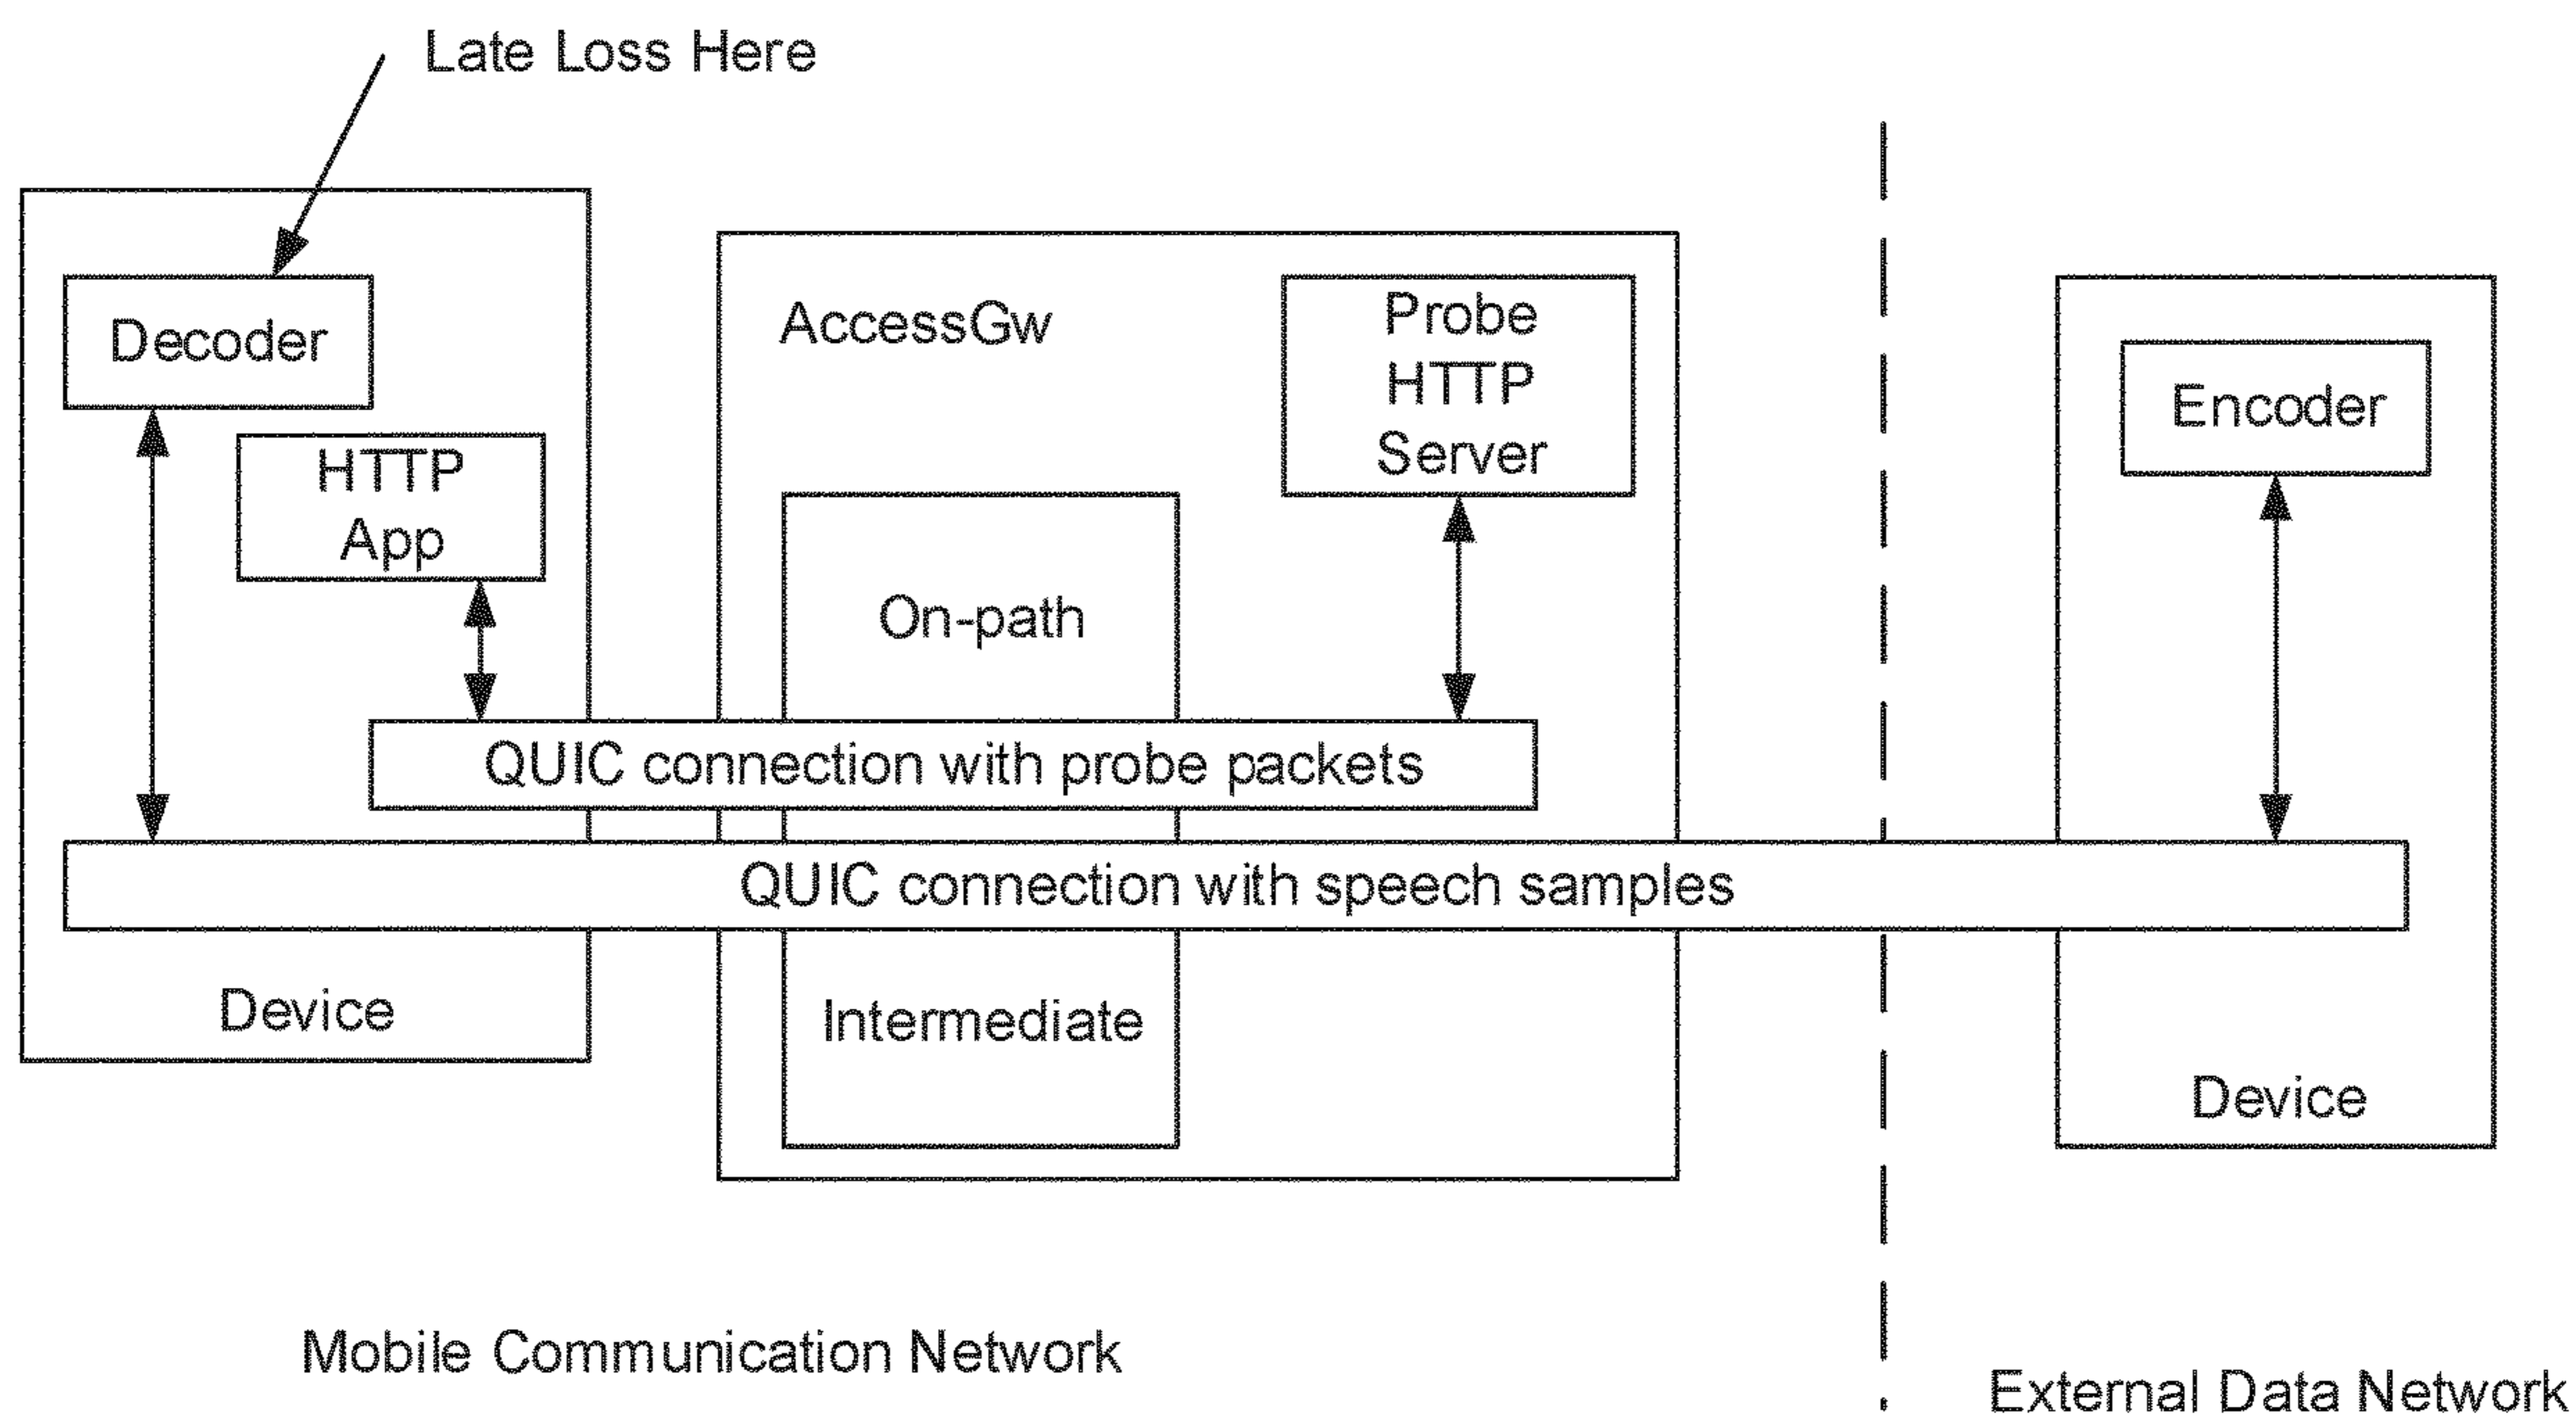 Late Loss Here
Decoder
HTTP
App
AccessGw
Probe
HTTP
Server
Encoder
On-path
QUIC connection with probe packets
QUIC connection with speech samples
Device
Intermediate
Device
Mobile Communication Network
External Data Network